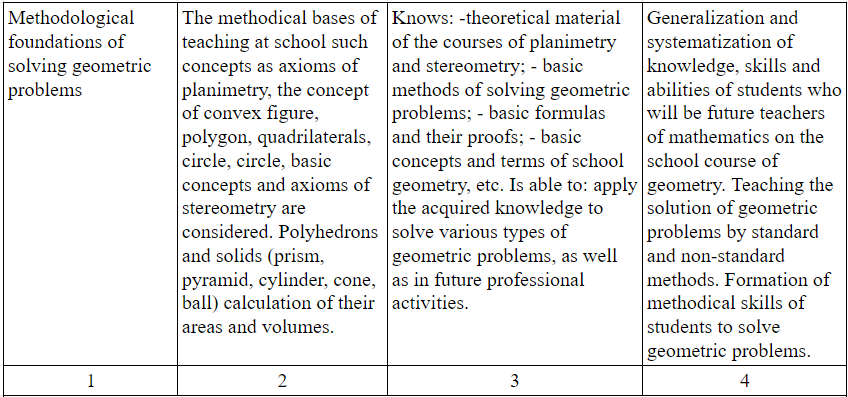 Methodological
foundations of
solving geometric
problems
The methodical bases of
teaching at school such
concepts as axioms of
planimetry, the concept
of convex figure,
polygon, quadrilaterals,
circle, circle, basic
concepts and axioms of
stereometry are
considered. Polyhedrons
and solids (prism,
pyramid, cylinder, cone,
ball) calculation of their
areas and volumes.
Knows: -theoretical material
of the courses of planimetry
and stereometry; - basic
methods of solving geometric
problems; - basic formulas
and their proofs; - basic
concepts and terms of school
geometry, etc. Is able to: apply
the acquired knowledge to
solve various types of
geometric problems, as well
as in future professional
activities.
Generalization and
systematization of
knowledge, skills and
abilities of students who
will be future teachers
of mathematics on the
school course of
geometry. Teaching the
solution of geometric
problems by standard
and non-standard
methods. Formation of
methodical skills of
students to solve
geometric problems.
1
2
3
4